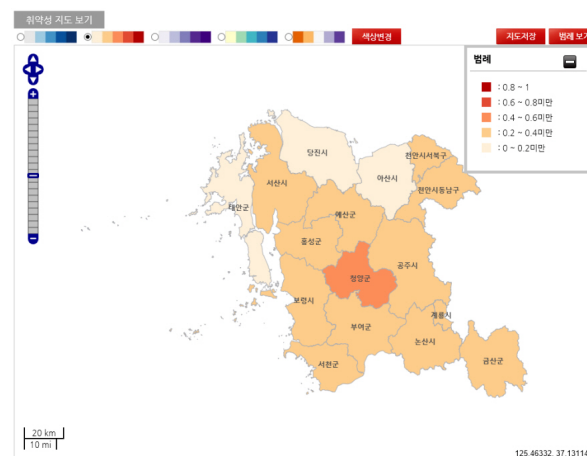 취약성 지도 보기
색상변경
지도저장
범례 보기
범례
: 0.8 ~ 1
: 0.6 ~ 0.8미만
: 0.4 ~ 0.6미만
: 0.2 ~ 0.4미만
: 0 ~ 0.2미만
당진시
천안시서북구
아산시
서산시
천안시동남구
태안군
예산군
홍성군
공주시
청양군
보령시
계룡시
부여군
논산시
금산군
서천군
20 km
10 mi